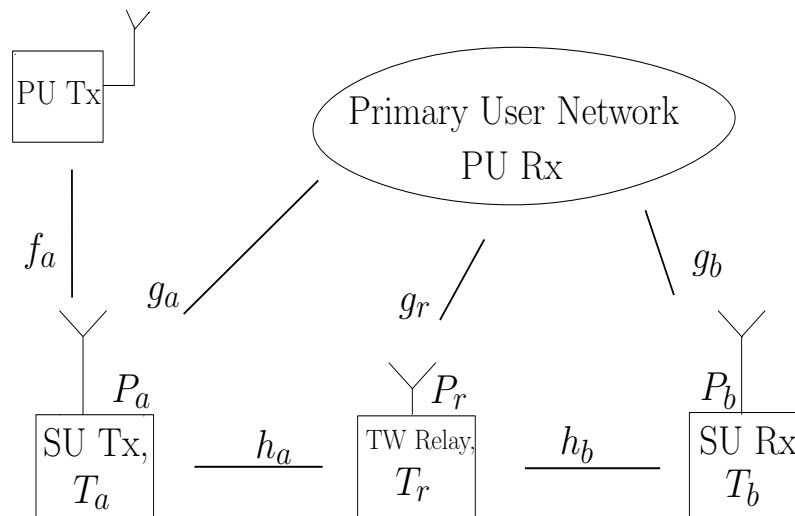 PU Tx
Primary User Network
PU Rx
f_a
g_a
g_r
g_b
P_a
P_r
P_b
SU Tx,
T_a
h_a
TW Relay,
T_r
h_b
SU Rx
T_b